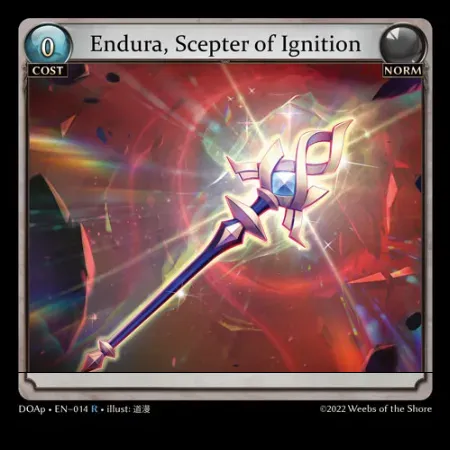 0
Endura, Scepter of Ignition
COST
NORM
DOAp • EN-014 R • illust: 道漫
©2022 Weebs of the Shore